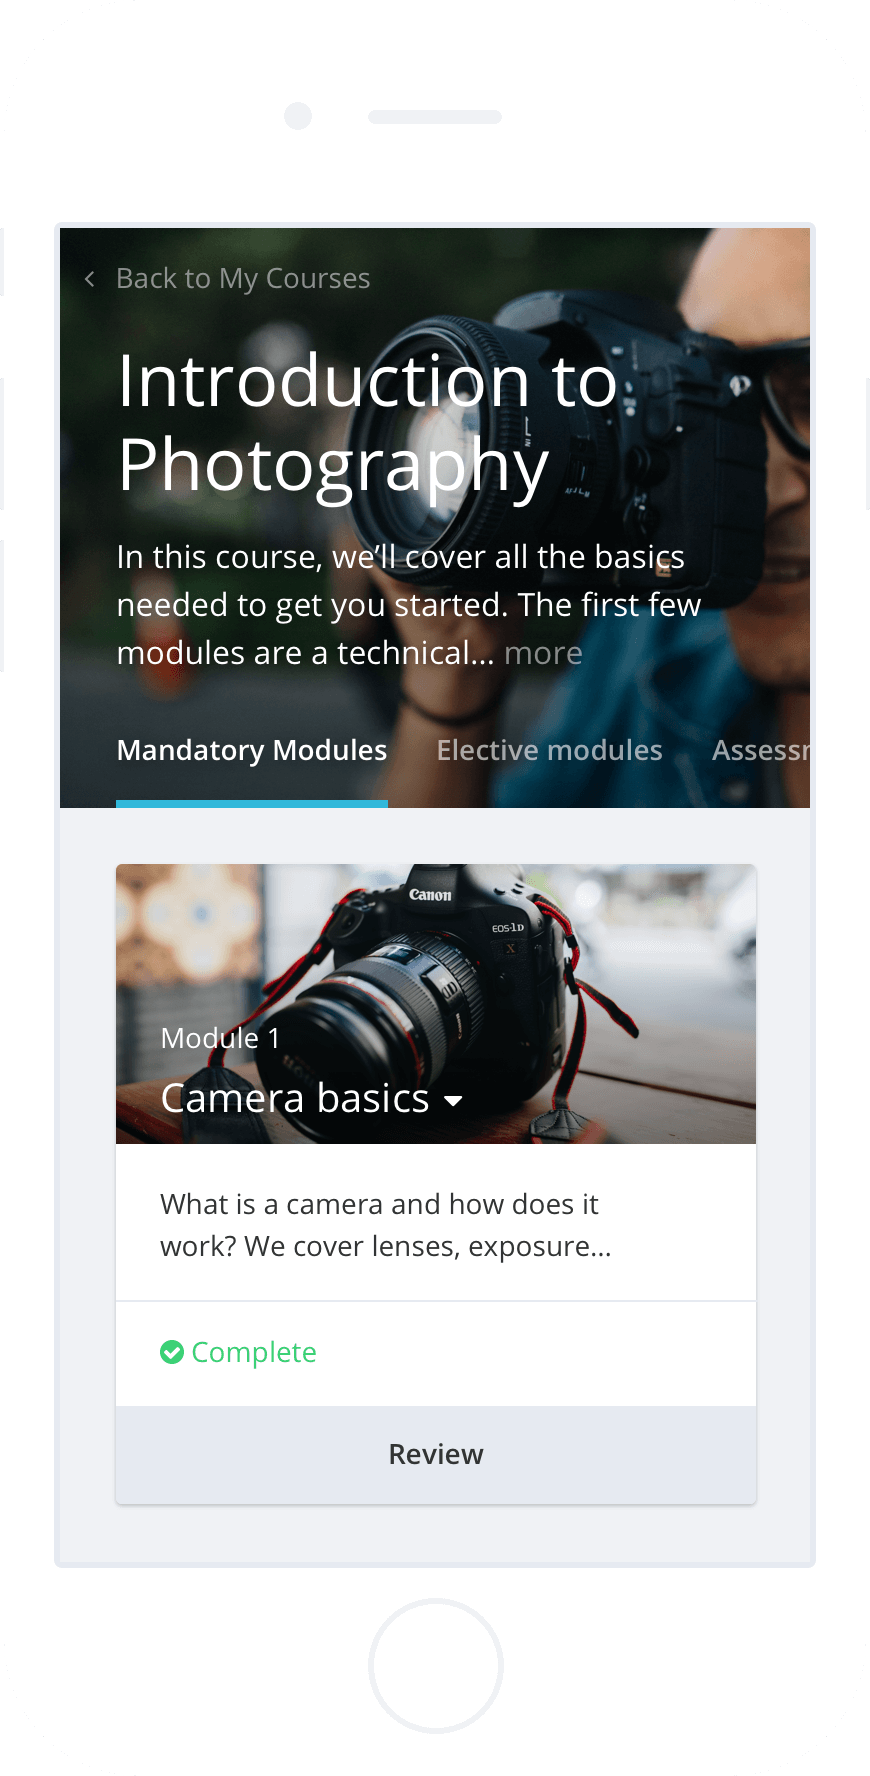 Back to My Courses
Introduction to
Photography
In this course, we’ll cover all the basics
needed to get you started. The first few
modules are a technical... more
Mandatory Modules Elective modules
Canon
EOS-1D
X
Module 1
Camera basics
What is a camera and how does it
work? We cover lenses, exposure...
Complete
Review